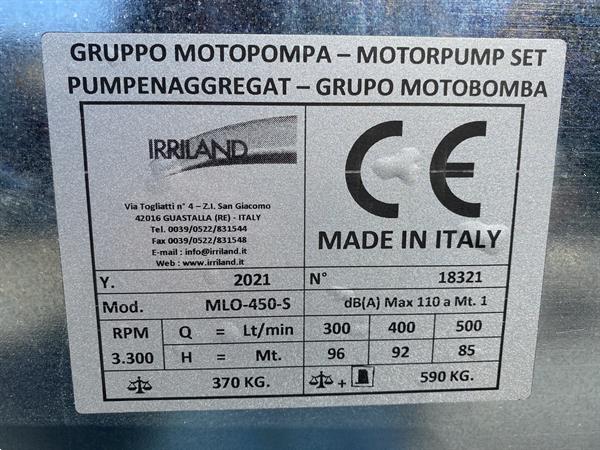 GRUPPO MOTOPOMPA – MOTORPUMP SET
PUMPENAGGREGAT – GRUPO MOTOBOMBA
IRRILAND
Via Togliatti n° 4 – Z.I. San Giacomo
42016 GUASTALLA (RE) - ITALY
Tel. 0039/0522/831544
Fax 0039/0522/831548
E-mail : info@irriland.it
Web : www.irriland.it
CE
MADE IN ITALY
Y. 2021 N° 18321
Mod. MLO-450-S dB(A) Max 110 a Mt. 1
RPM Q = Lt/min 300 400 500
3.300 H = Mt. 96 92 85
370 KG. + 590 KG.